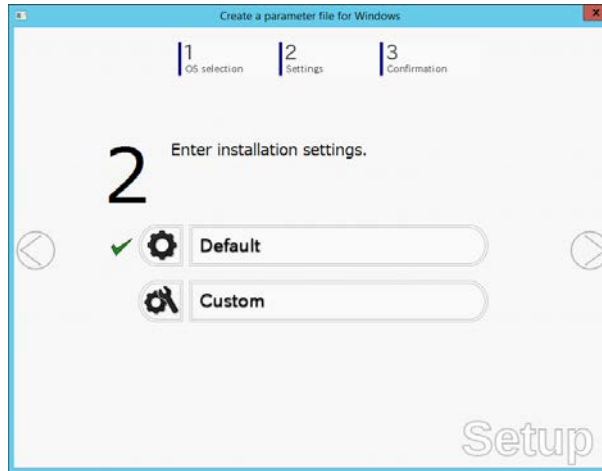 Create a parameter file for Windows
x
1
OS selection
2
Settings
3
Confirmation
2
Enter installation settings.
Default
Custom
Setup